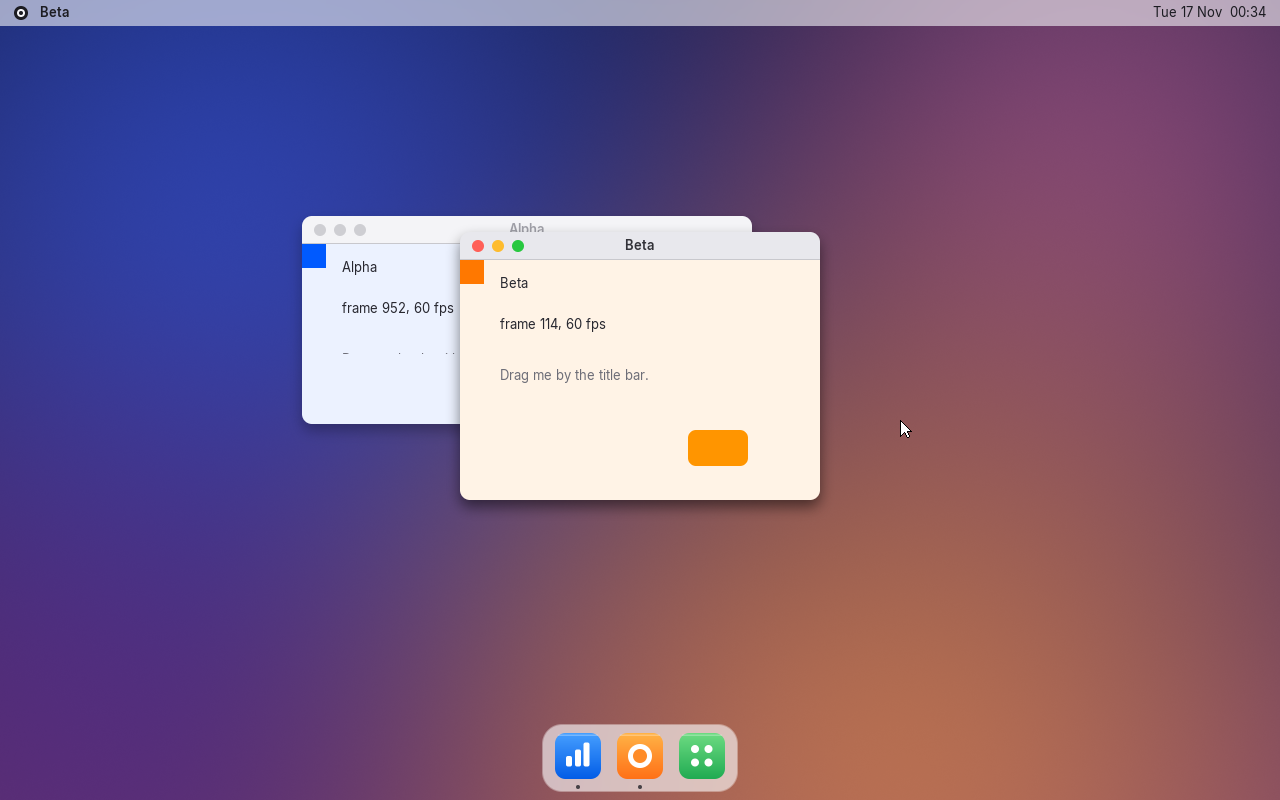 Beta
Tue 17 Nov 00:34
Alpha
Alpha
frame 952, 60 fps
Beta
Beta
frame 114, 60 fps
Drag me by the title bar.